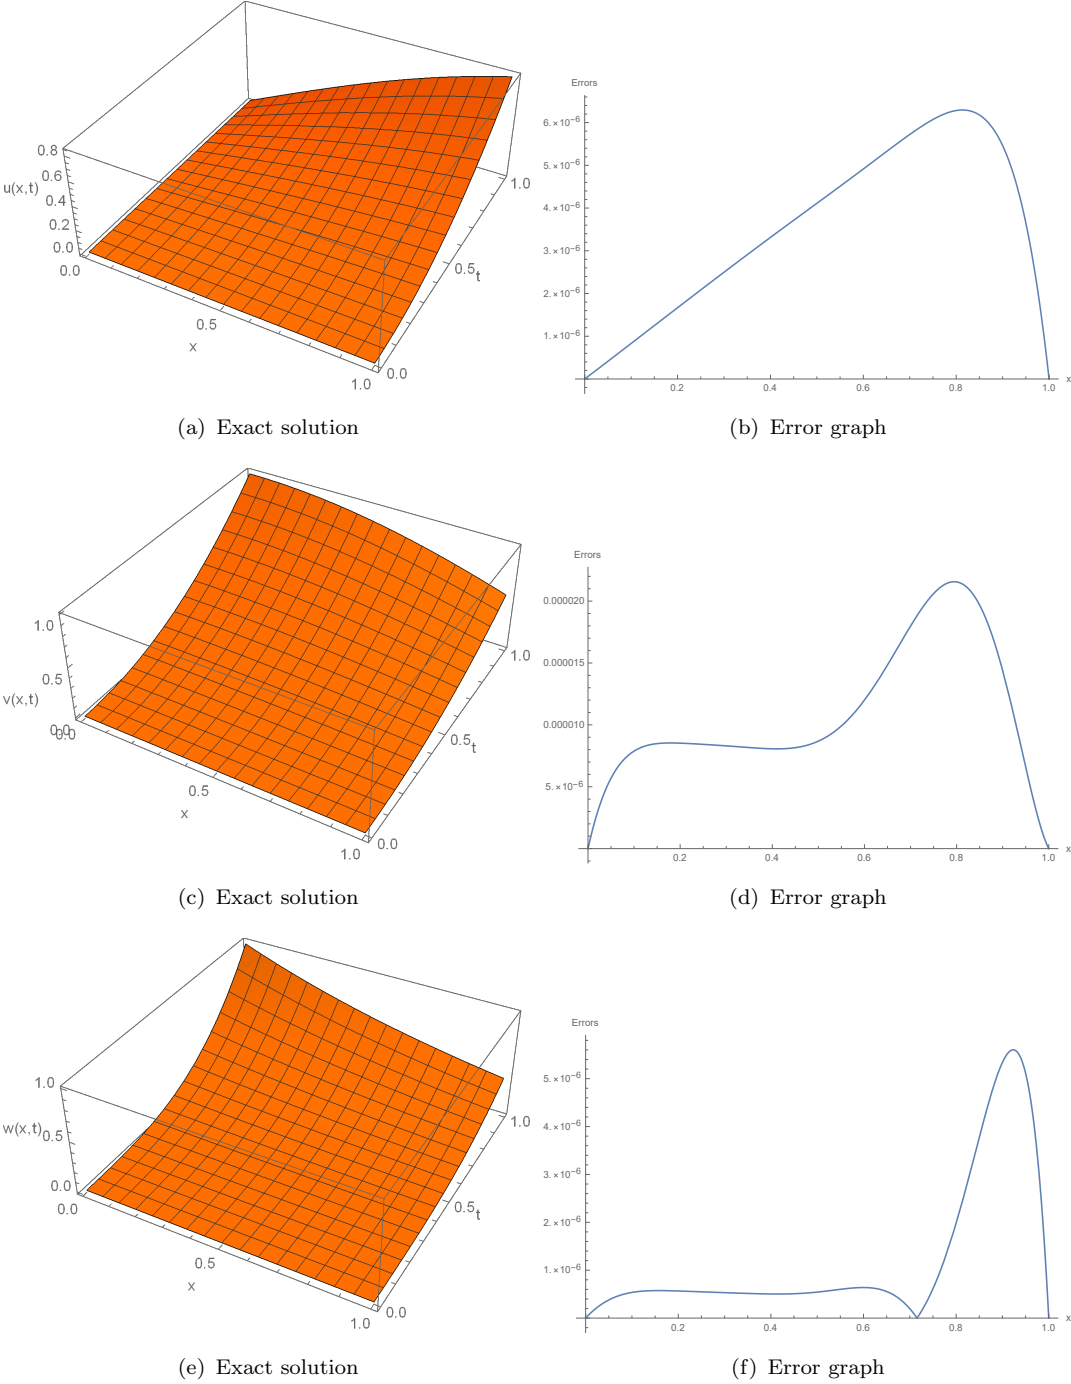 0.8
0.6
u(x,t)
0.4
0.2
0.0
0.0
0.5
x
1.0
0.0
0.5
t
1.0
Errors
6.×10⁻⁶
5.×10⁻⁶
4.×10⁻⁶
3.×10⁻⁶
2.×10⁻⁶
1.×10⁻⁶
0.2 0.4 0.6 0.8 1.0 x
(a) Exact solution
(b) Error graph
1.0
0.5
v(x,t)
0.0
0.0
0.5
x
1.0
0.0
0.5
t
1.0
Errors
0.000020
0.000015
0.000010
5.×10⁻⁶
0.2 0.4 0.6 0.8 1.0 x
(c) Exact solution
(d) Error graph
1.0
w(x,t)
0.5
0.0
0.0
0.5
x
1.0
0.0
0.5
t
1.0
Errors
5.×10⁻⁶
4.×10⁻⁶
3.×10⁻⁶
2.×10⁻⁶
1.×10⁻⁶
0.2 0.4 0.6 0.8 1.0 x
(e) Exact solution
(f) Error graph